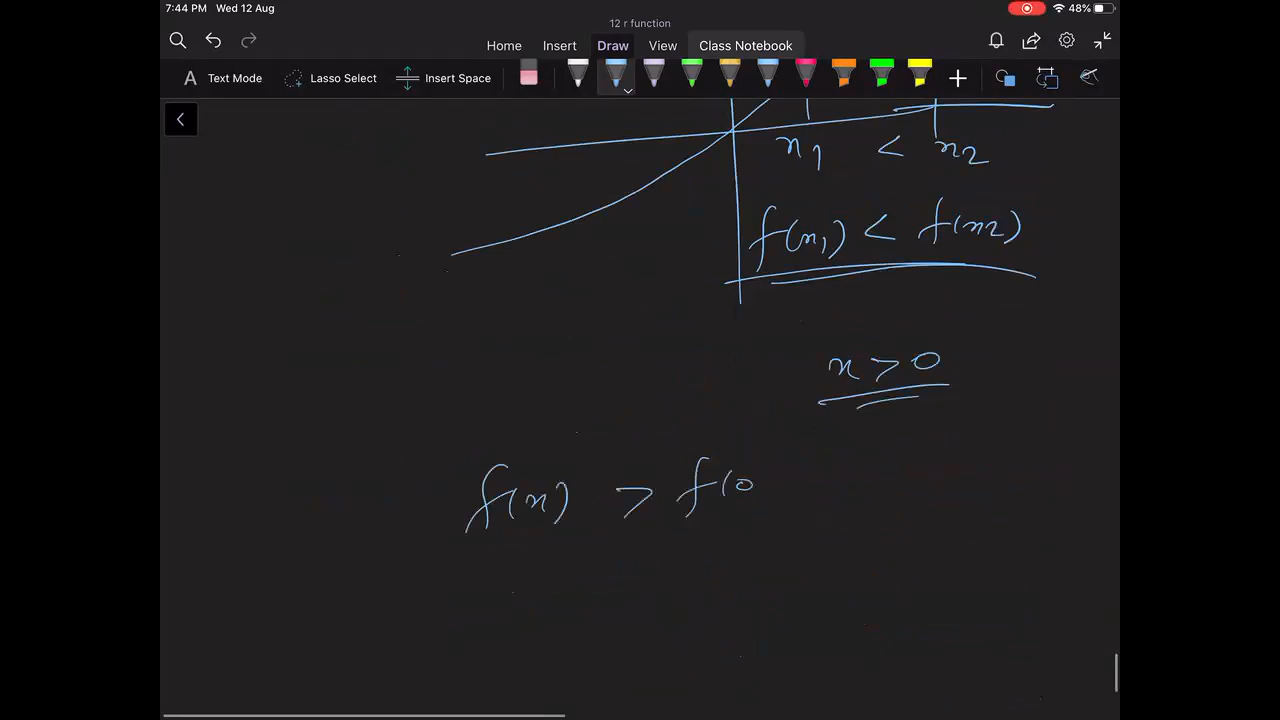 7:44 PM Wed 12 Aug
48%
12 r function
Home Insert Draw View Class Notebook
Text Mode Lasso Select Insert Space
x1 < x2
f(x1) < f(x2)
x > 0
f(x) > f(0